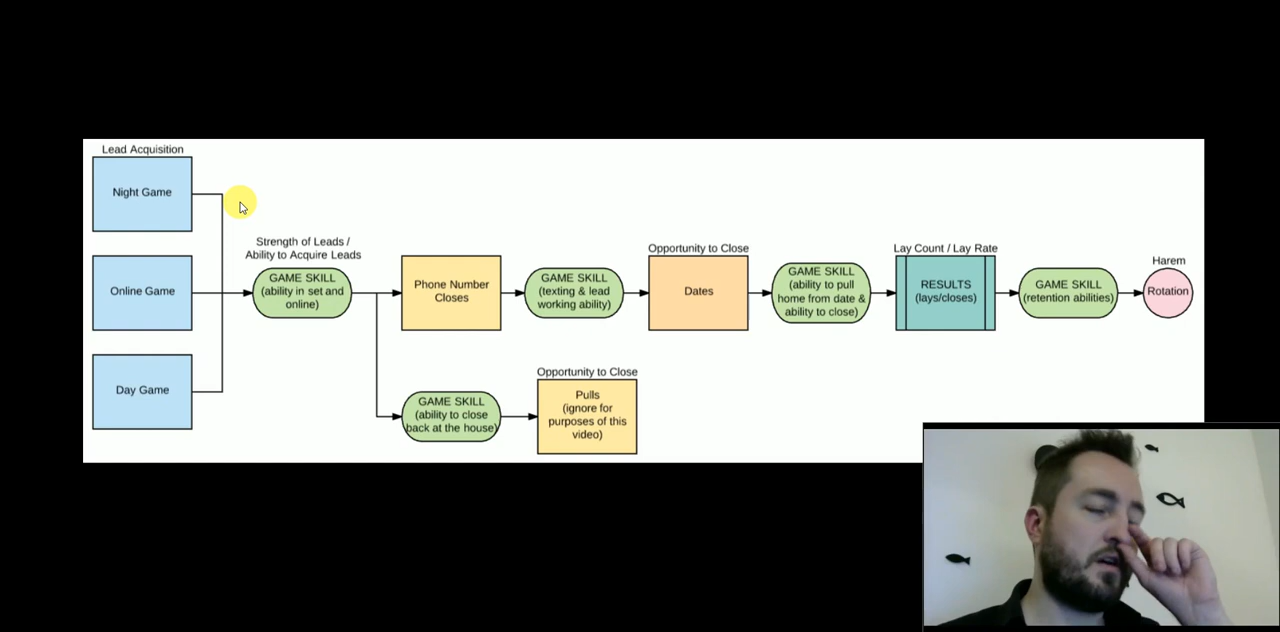 Lead Acquisition
Night Game
Online Game
Day Game
Strength of Leads /
Ability to Acquire Leads
GAME SKILL
(ability in set and
online)
Phone Number
Closes
GAME SKILL
(texting & lead
working ability)
Opportunity to Close
Dates
GAME SKILL
(ability to pull
home from date &
ability to close)
Lay Count / Lay Rate
RESULTS
(lays/closes)
GAME SKILL
(retention abilities)
Harem
Rotation
GAME SKILL
(ability to close
back at the house)
Opportunity to Close
Pulls
(ignore for
purposes of this
video)